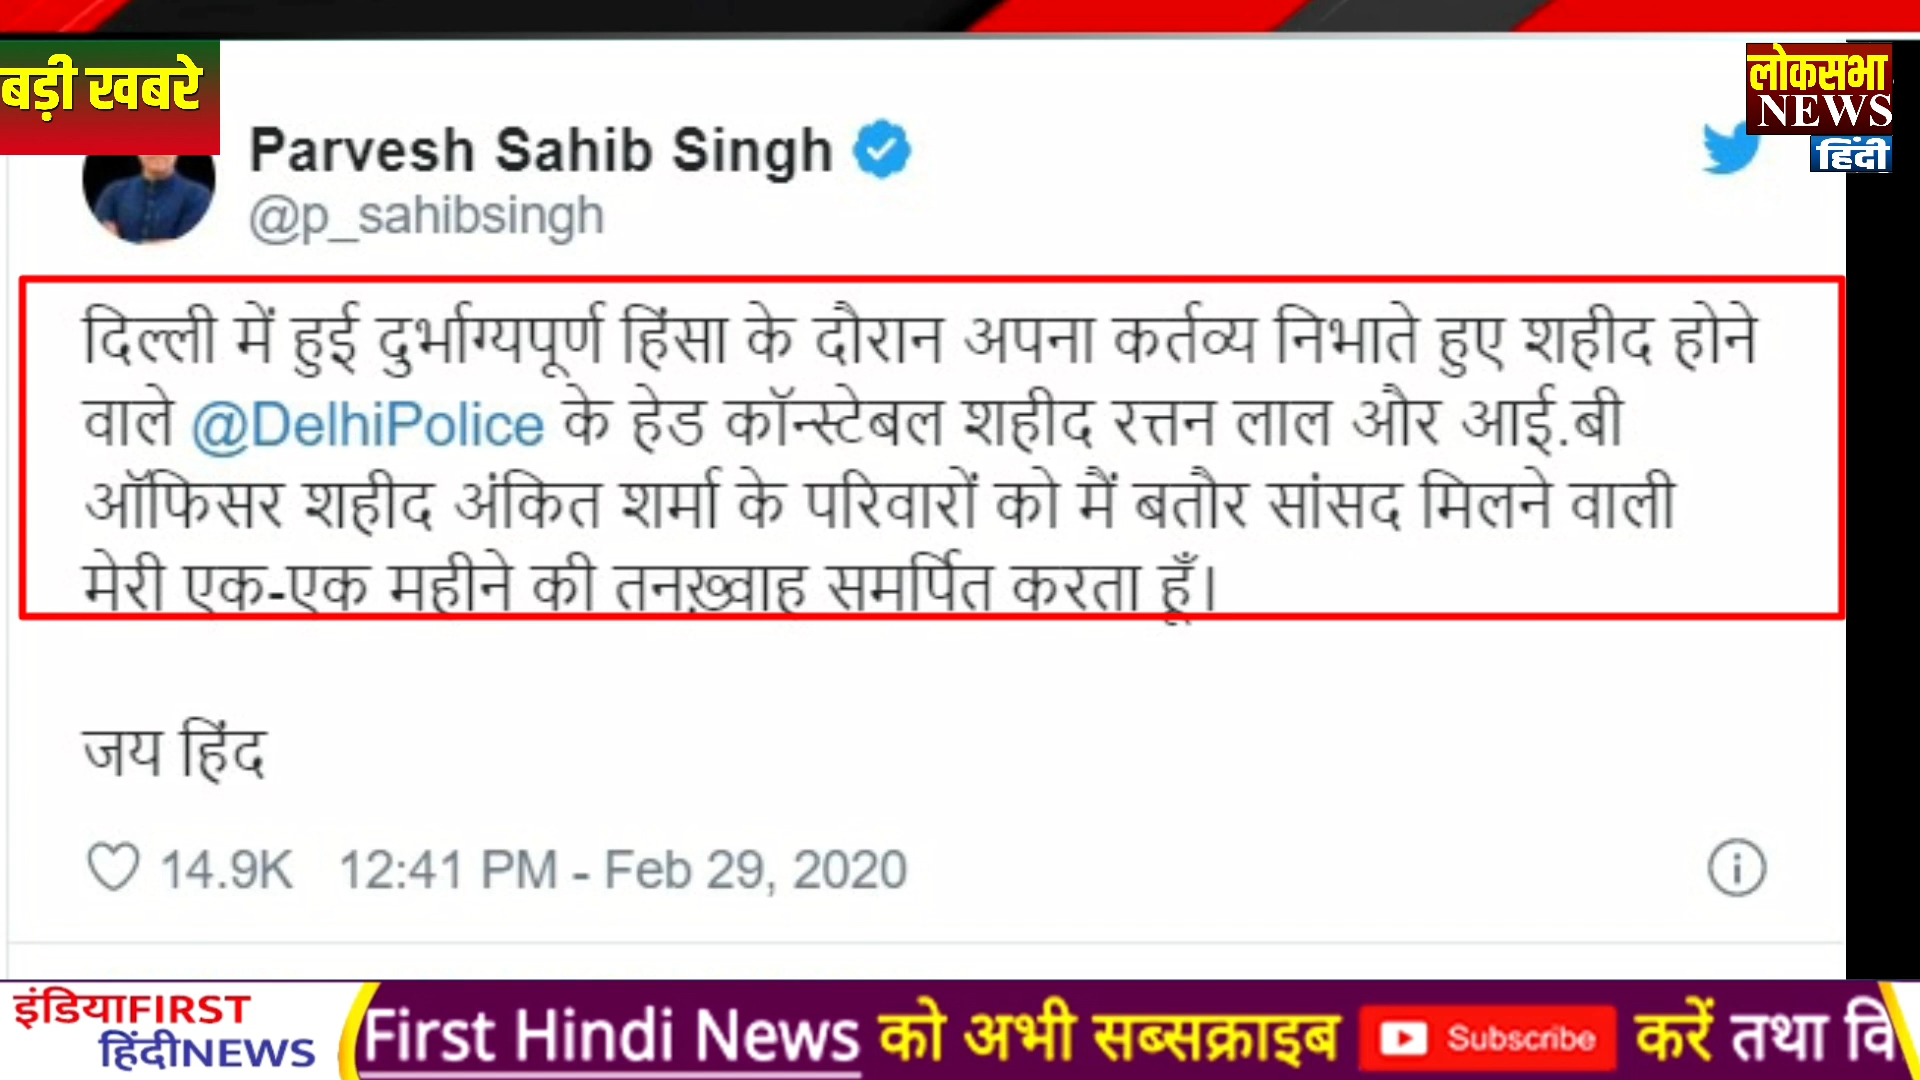 बड़ी खबरे
लोकसभा
NEWS
हिंदी
Parvesh Sahib Singh
@p_sahibsingh
दिल्ली में हुई दुर्भाग्यपूर्ण हिंसा के दौरान अपना कर्तव्य निभाते हुए शहीद होने
वाले @DelhiPolice के हेड कॉन्स्टेबल शहीद रत्तन लाल और आई.बी
ऑफिसर शहीद अंकित शर्मा के परिवारों को मैं बतौर सांसद मिलने वाली
मेरी एक-एक महीने की तनख़्वाह समर्पित करता हूँ।
जय हिंद
14.9K 12:41 PM - Feb 29, 2020
इंडियाFIRST
हिंदीNEWS
First Hindi News को अभी सब्सक्राइब Subscribe करें तथा वि